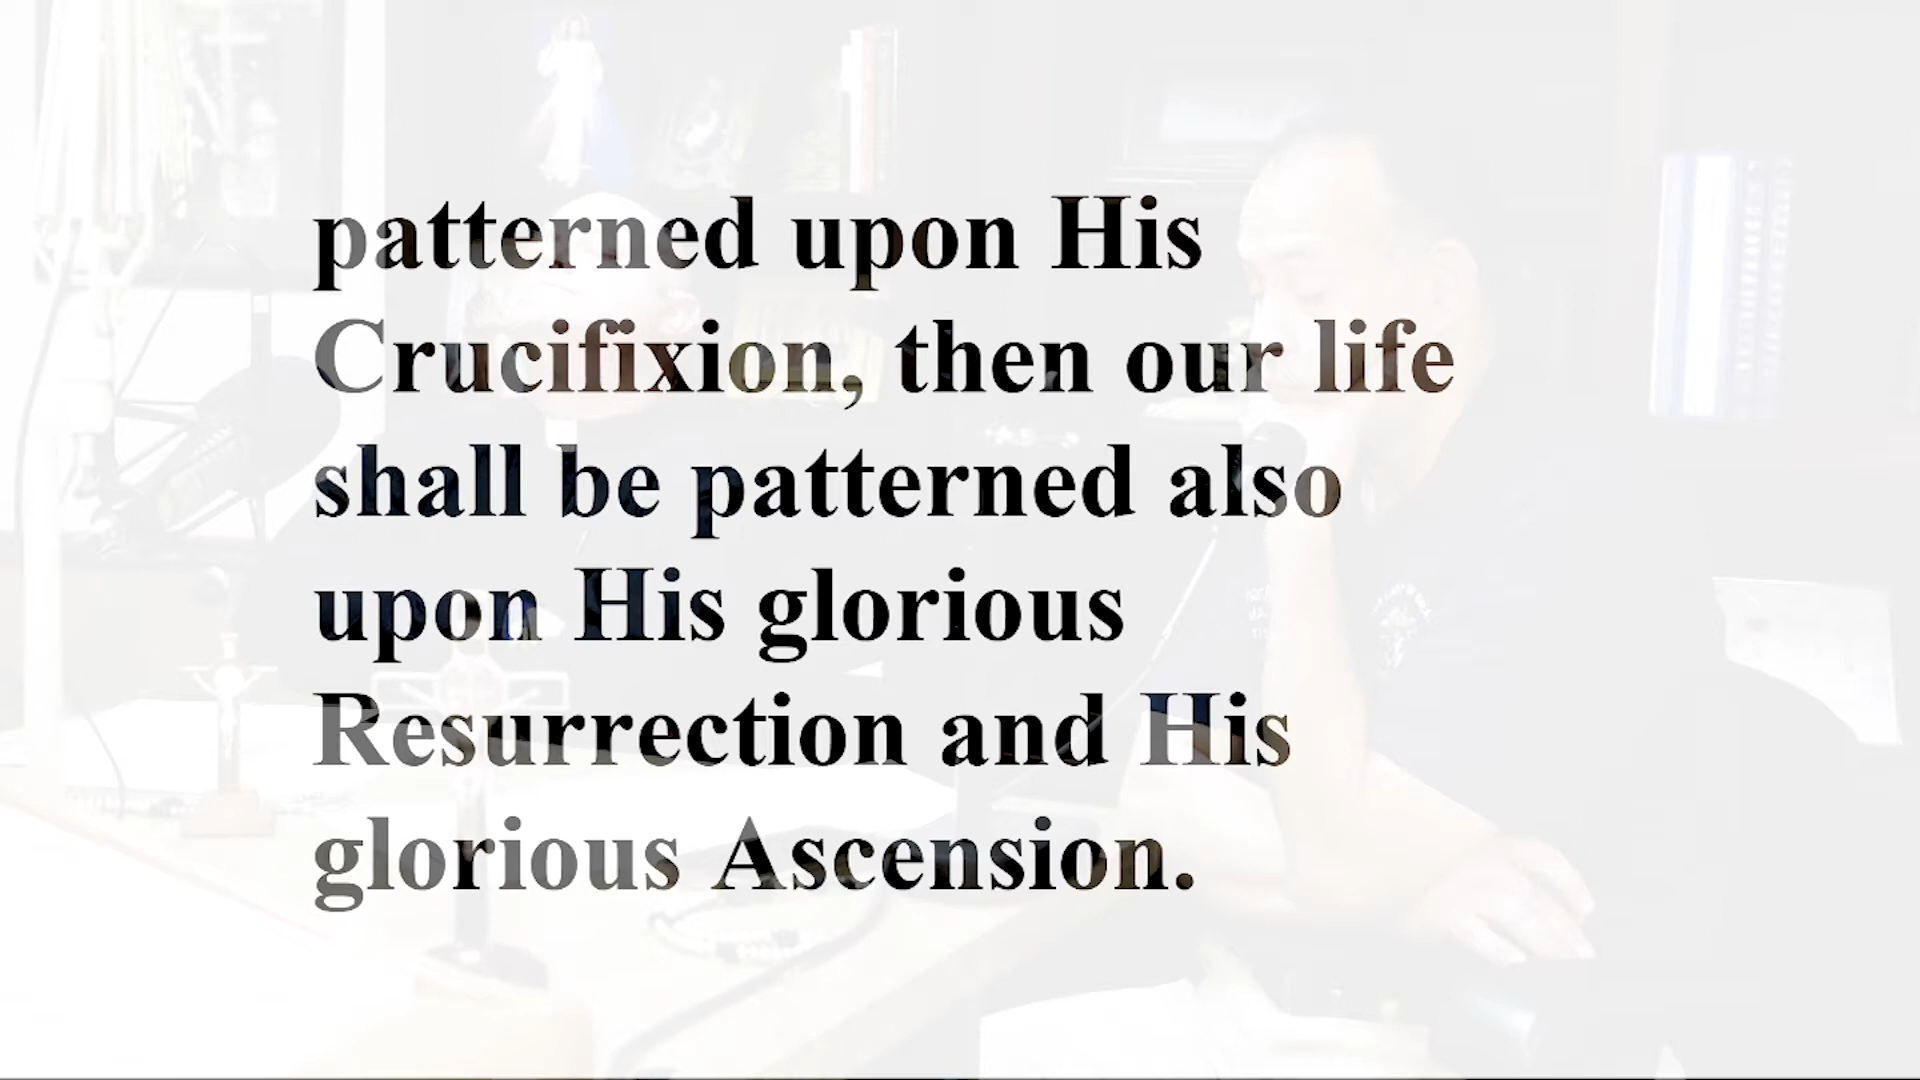 patterned upon His
Crucifixion, then our life
shall be patterned also
upon His glorious
Resurrection and His
glorious Ascension.